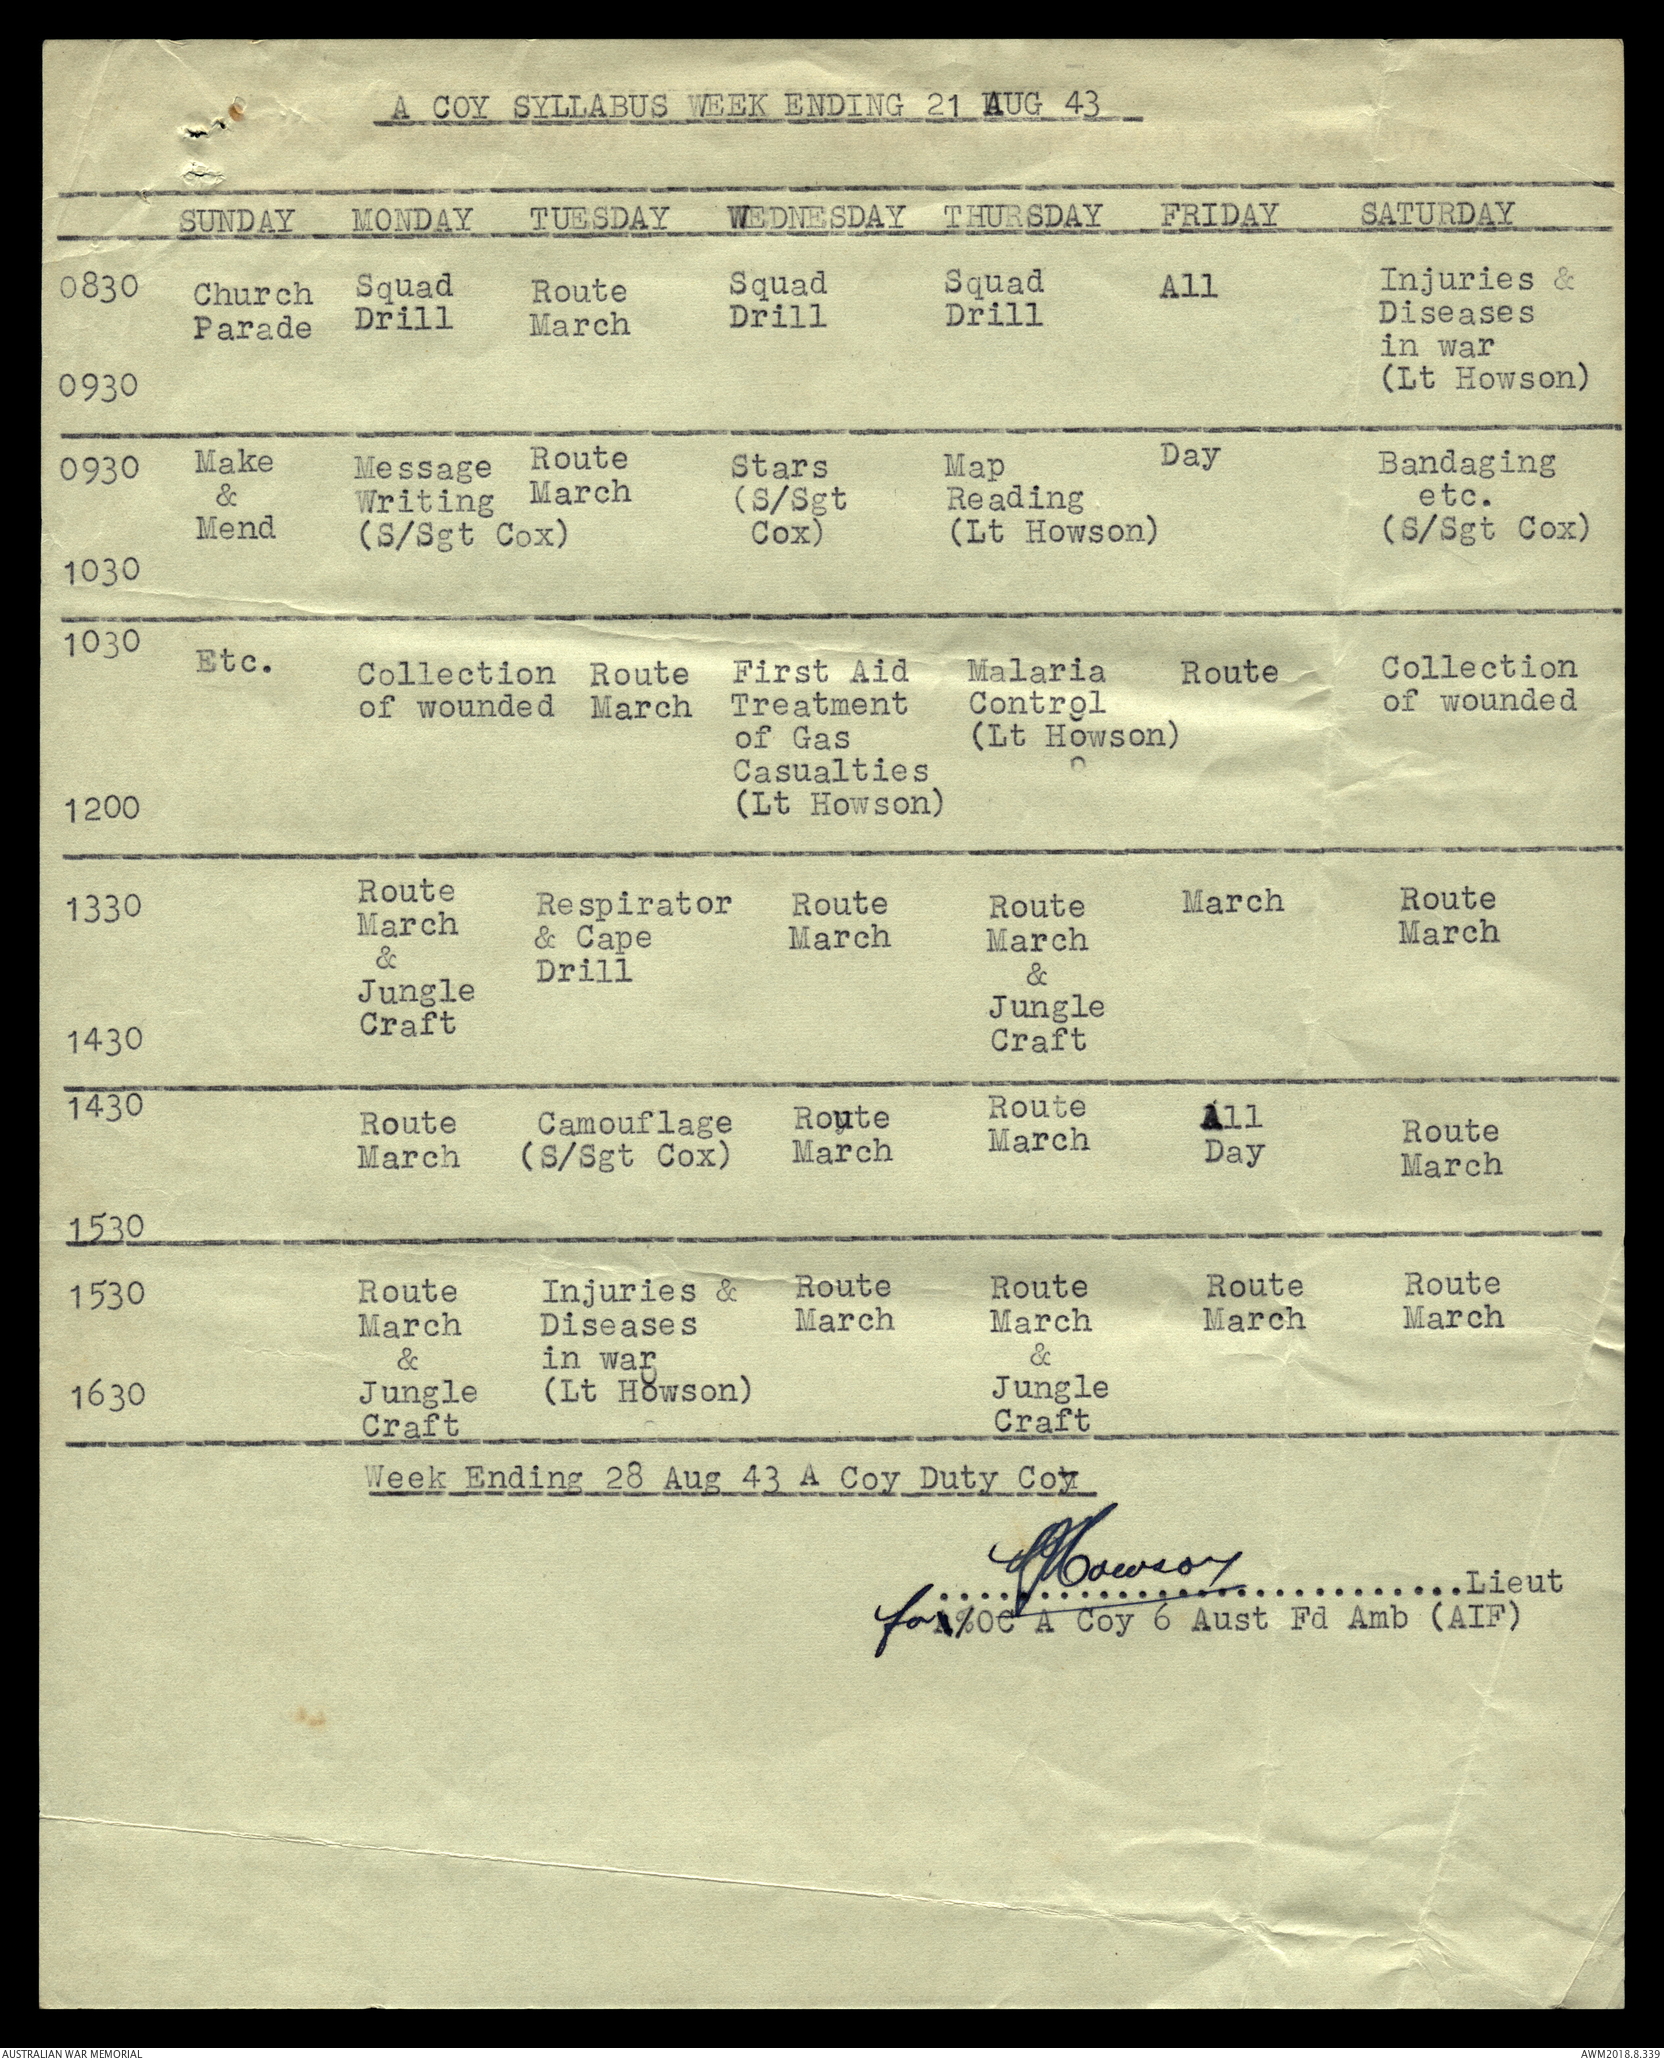 A COY SYLLABUS WEEK ENDING 21 AUG 43
SUNDAY MONDAY TUESDAY WEDNESDAY THURSDAY FRIDAY SATURDAY
0830 Church Squad Route Squad Squad All Injuries &
Parade Drill March Drill Drill Diseases
in war
0930 (Lt Howson)
0930 Make Message Route Stars Map Day Bandaging
& Writing March (S/Sgt Reading etc.
Mend (S/Sgt Cox) Cox) (Lt Howson) (S/Sgt Cox)
1030
1030 Etc. Collection Route First Aid Malaria Route Collection
of wounded March Treatment Control of wounded
of Gas (Lt Howson)
Casualties
1200 (Lt Howson)
1330 Route Respirator Route Route March Route
March & Cape March March March
& Drill &
Jungle Jungle
1430 Craft Craft
1430 Route Camouflage Route Route All Route
March (S/Sgt Cox) March March Day March
1530
1530 Route Injuries & Route Route Route Route
March Diseases March March March March
& in war &
1630 Jungle (Lt Howson) Jungle
Craft Craft
Week Ending 28 Aug 43 A Coy Duty Coy
Howson
..............................Lieut
for OC A Coy 6 Aust Fd Amb (AIF)
AUSTRALIAN WAR MEMORIAL AWM2018.8.339